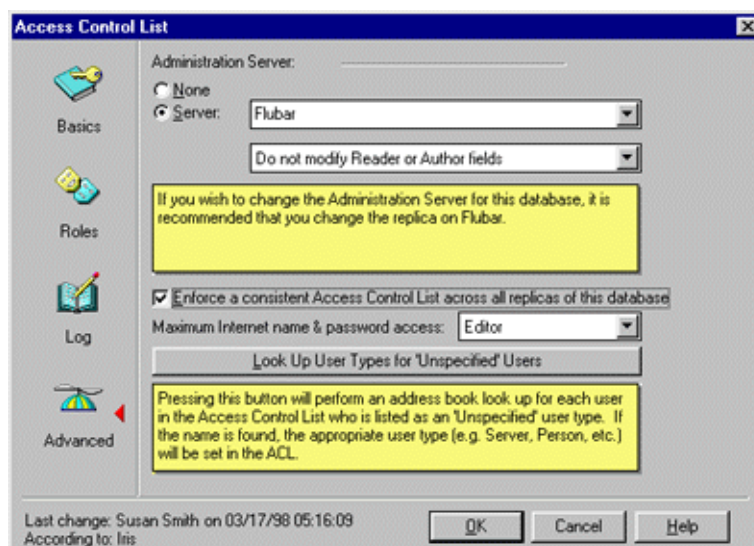 Access Control List
Basics
Roles
Log
Advanced
Administration Server:
None
Server:
Flubar
Do not modify Reader or Author fields
If you wish to change the Administration Server for this database, it is
recommended that you change the replica on Flubar.
Enforce a consistent Access Control List across all replicas of this database
Maximum Internet name & password access:
Editor
Look Up User Types for 'Unspecified' Users
Pressing this button will perform an address book look up for each user
in the Access Control List who is listed as an 'Unspecified' user type. If
the name is found, the appropriate user type (e.g. Server, Person, etc.)
will be set in the ACL.
Last change: Susan Smith on 03/17/98 05:16:09
According to: Iris
OK
Cancel
Help